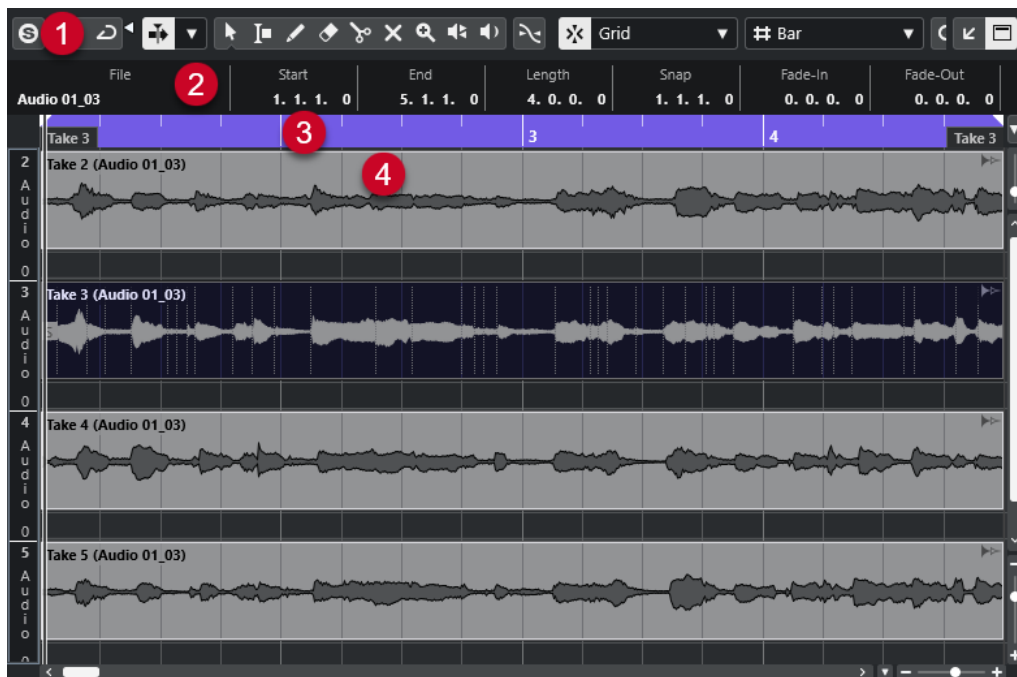 S 1 Grid Bar
File Start End Length Snap Fade-In Fade-Out
2
Audio 01_03 1. 1. 1. 0 5. 1. 1. 0 4. 0. 0. 0 1. 1. 1. 0 0. 0. 0. 0 0. 0. 0. 0
Take 3 3 3 4 Take 3
2 Take 2 (Audio 01_03)
4
Audio
0
3 Take 3 (Audio 01_03)
Audio
0
4 Take 4 (Audio 01_03)
Audio
0
5 Take 5 (Audio 01_03)
Audio